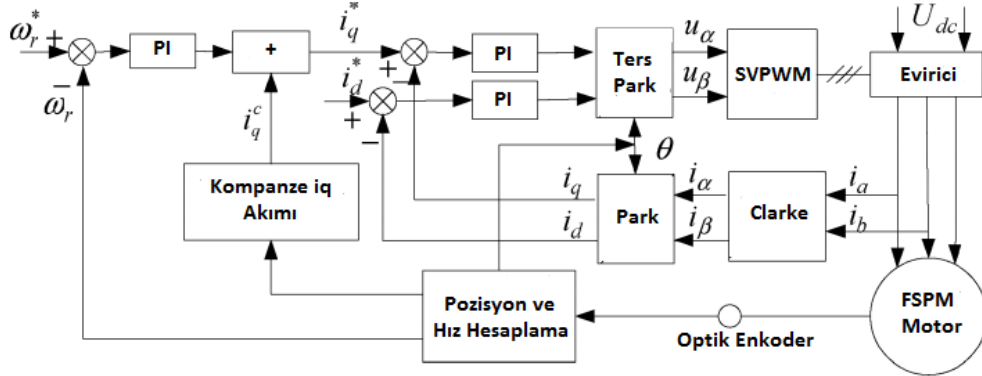 ω_r^* +
−
ω_r
PI
+
i_q^*
i_q^c
i_d^*
+
−
+
−
PI
PI
Ters
Park
u_α
u_β
SVPWM
U_dc
Evirici
θ
Kompanze iq
Akımı
i_q
i_d
Park
i_α
i_β
Clarke
i_a
i_b
Pozisyon ve
Hız Hesaplama
Optik Enkoder
FSPM
Motor